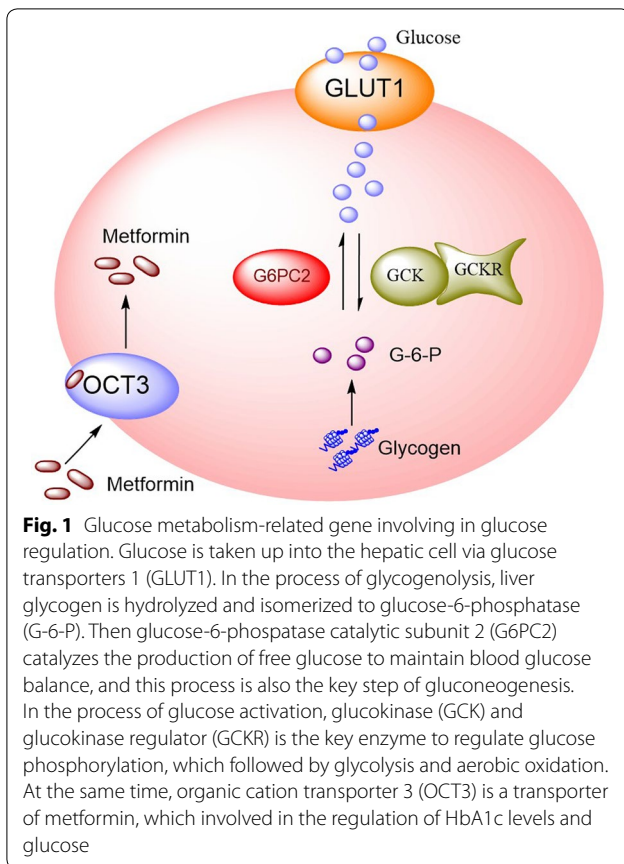 Glucose
GLUT1
Metformin
G6PC2
GCK
GCKR
OCT3
G-6-P
Glycogen
Metformin
Fig. 1 Glucose metabolism-related gene involving in glucose
regulation. Glucose is taken up into the hepatic cell via glucose
transporters 1 (GLUT1). In the process of glycogenolysis, liver
glycogen is hydrolyzed and isomerized to glucose-6-phosphatase
(G-6-P). Then glucose-6-phospatase catalytic subunit 2 (G6PC2)
catalyzes the production of free glucose to maintain blood glucose
balance, and this process is also the key step of gluconeogenesis.
In the process of glucose activation, glucokinase (GCK) and
glucokinase regulator (GCKR) is the key enzyme to regulate glucose
phosphorylation, which followed by glycolysis and aerobic oxidation.
At the same time, organic cation transporter 3 (OCT3) is a transporter
of metformin, which involved in the regulation of HbA1c levels and
glucose